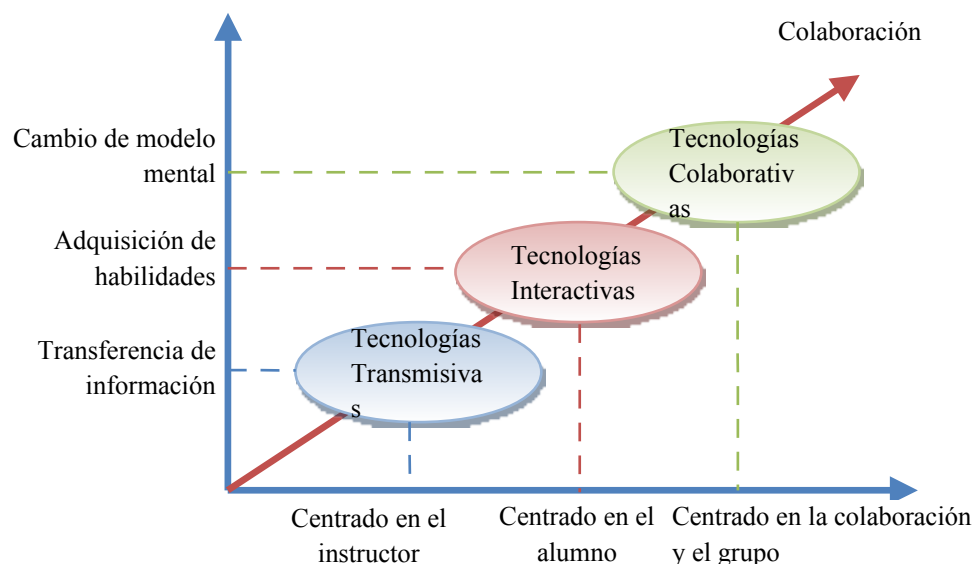 Colaboración
Cambio de modelo
mental
Tecnologías
Colaborativ
as
Adquisición de
habilidades
Tecnologías
Interactivas
Transferencia de
información
Tecnologías
Transmisiva
s
Centrado en el
instructor
Centrado en el
alumno
Centrado en la colaboración
y el grupo